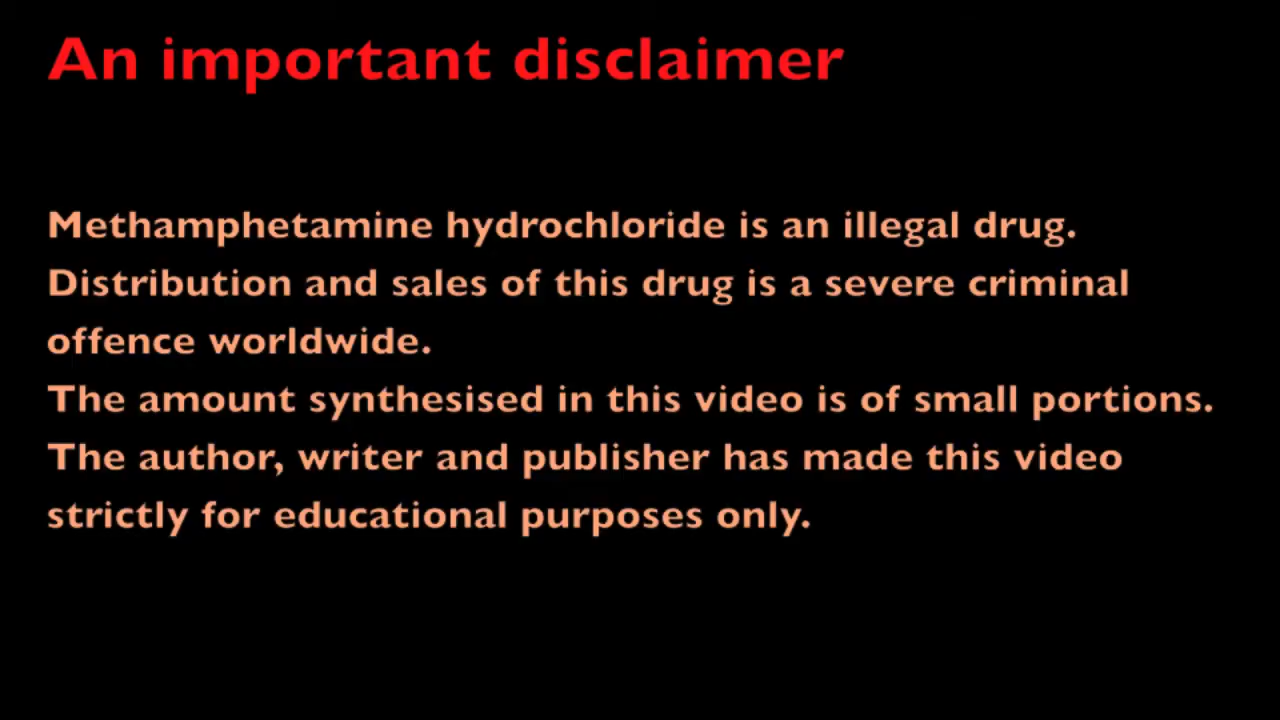 An important disclaimer
Methamphetamine hydrochloride is an illegal drug.
Distribution and sales of this drug is a severe criminal
offence worldwide.
The amount synthesised in this video is of small portions.
The author, writer and publisher has made this video
strictly for educational purposes only.